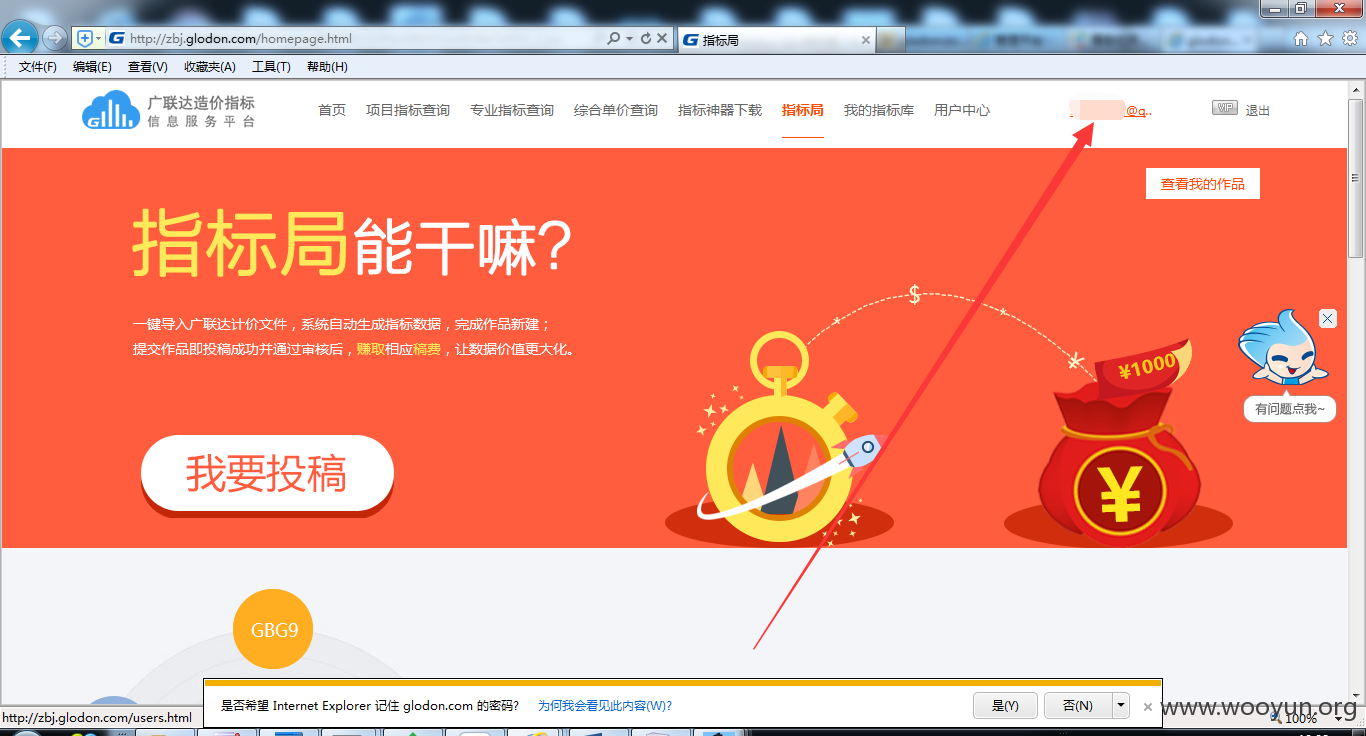 http://zbj.glodon.com/homepage.html
指标局
文件(F) 编辑(E) 查看(V) 收藏夹(A) 工具(T) 帮助(H)
广联达造价指标
信息服务平台
首页 项目指标查询 专业指标查询 综合单价查询 指标神器下载 指标局 我的指标库 用户中心 @q.. VIP 退出
查看我的作品
指标局能干嘛?
一键导入广联达计价文件，系统自动生成指标数据，完成作品新建；
提交作品即投稿成功并通过审核后，赚取相应稿费，让数据价值更大化。
¥1000
¥
$
有问题点我~
我要投稿
GBG9
是否希望 Internet Explorer 记住 glodon.com 的密码? 为何我会看见此内容(W)? 是(Y) 否(N)
http://zbj.glodon.com/users.html
www.wooyun.org
100%